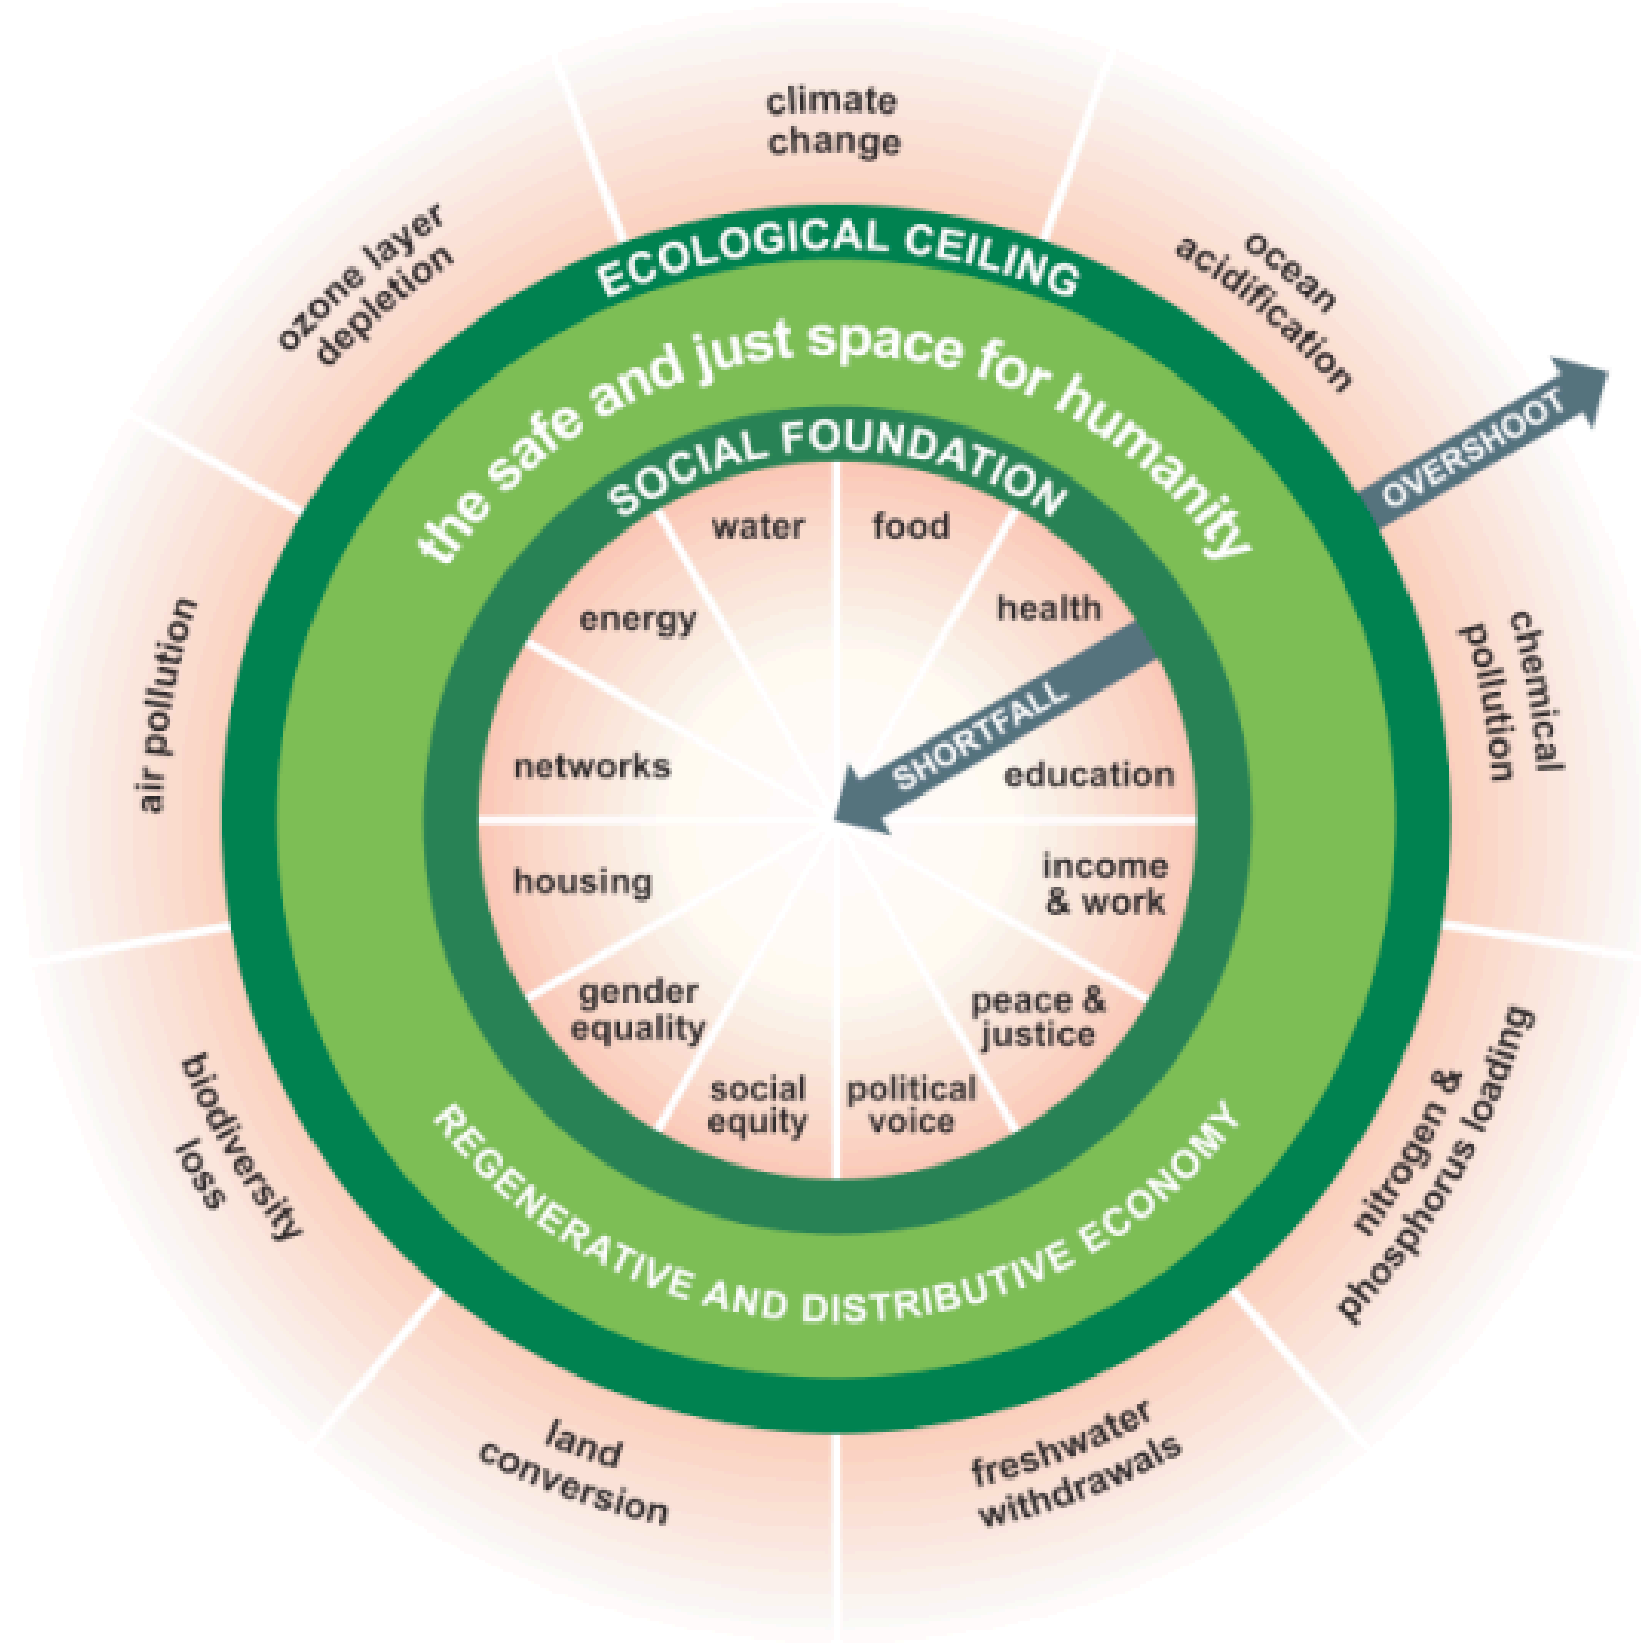 climate
change
ocean
acidification
chemical
pollution
nitrogen &
phosphorus loading
freshwater
withdrawals
land
conversion
biodiversity
loss
air pollution
ozone layer
depletion
ECOLOGICAL CEILING
the safe and just space for humanity
SOCIAL FOUNDATION
OVERSHOOT
SHORTFALL
water
food
health
education
income
& work
peace &
justice
political
voice
social
equity
gender
equality
housing
networks
energy
REGENERATIVE AND DISTRIBUTIVE ECONOMY